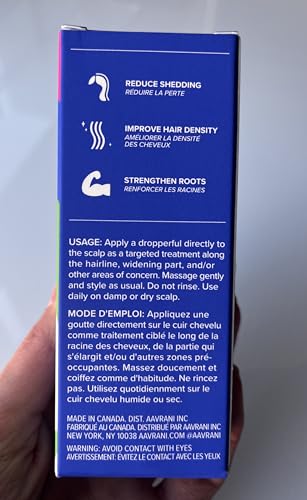 REDUCE SHEDDING
RÉDUIRE LA PERTE
IMPROVE HAIR DENSITY
AMÉLIORER LA DENSITÉ
DES CHEVEUX
STRENGTHEN ROOTS
RENFORCER LES RACINES
USAGE: Apply a dropperful directly to
the scalp as a targeted treatment along
the hairline, widening part, and/or
other areas of concern. Massage gently
and style as usual. Do not rinse. Use
daily on damp or dry scalp.
MODE D'EMPLOI: Appliquez une
goutte directement sur le cuir chevelu
comme traitement ciblé le long de la
racine des cheveux, de la partie qui
s'élargit et/ou d'autres zones pré-
occupantes. Massez doucement et
coiffez comme d'habitude. Ne rincez
pas. Utilisez quotidiennment sur le
cuir chevelu humide ou sec.
MADE IN CANADA. DIST. AAVRANI INC
FABRIQUÉ AU CANADA. DISTRIBUÉ PAR AAVRANI INC
NEW YORK, NY 10038 AAVRANI.COM @AAVRANI
WARNING: AVOID CONTACT WITH EYES
AVERTISSEMENT: ÉVITEZ LE CONTACT AVEC LES YEUX